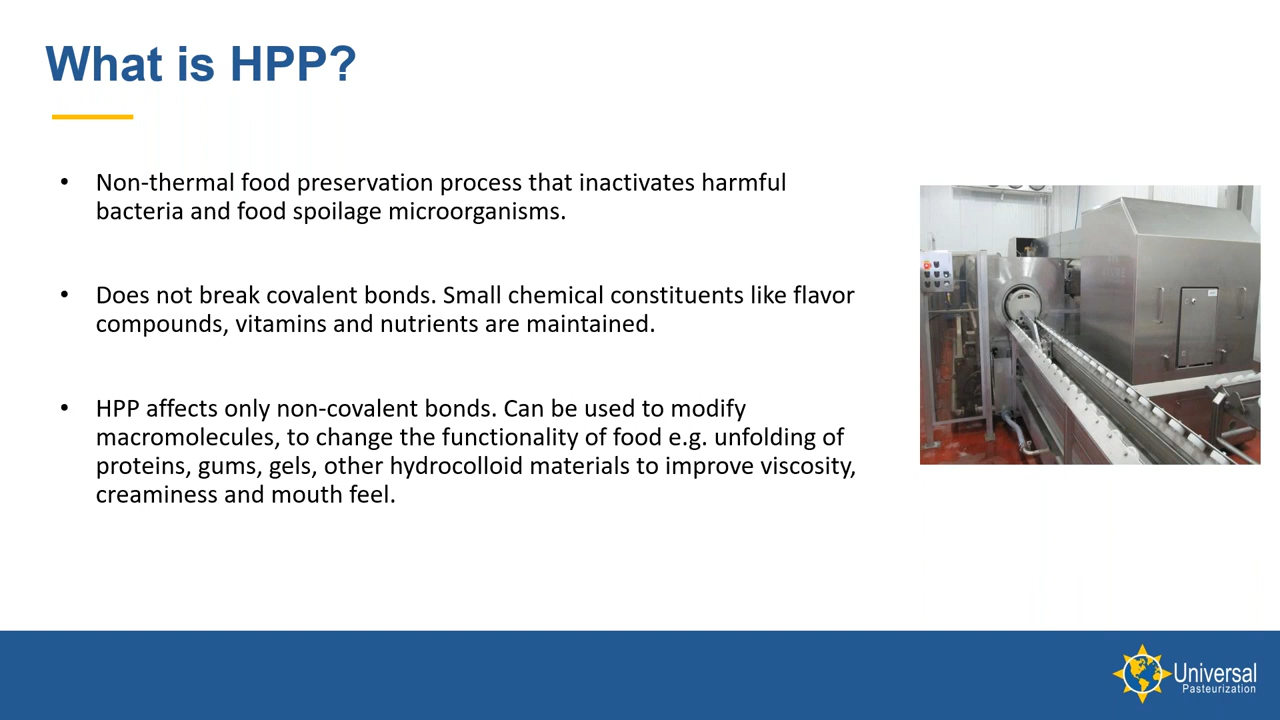 What is HPP?
• Non-thermal food preservation process that inactivates harmful
bacteria and food spoilage microorganisms.
• Does not break covalent bonds. Small chemical constituents like flavor
compounds, vitamins and nutrients are maintained.
• HPP affects only non-covalent bonds. Can be used to modify
macromolecules, to change the functionality of food e.g. unfolding of
proteins, gums, gels, other hydrocolloid materials to improve viscosity,
creaminess and mouth feel.
Universal
Pasteurization